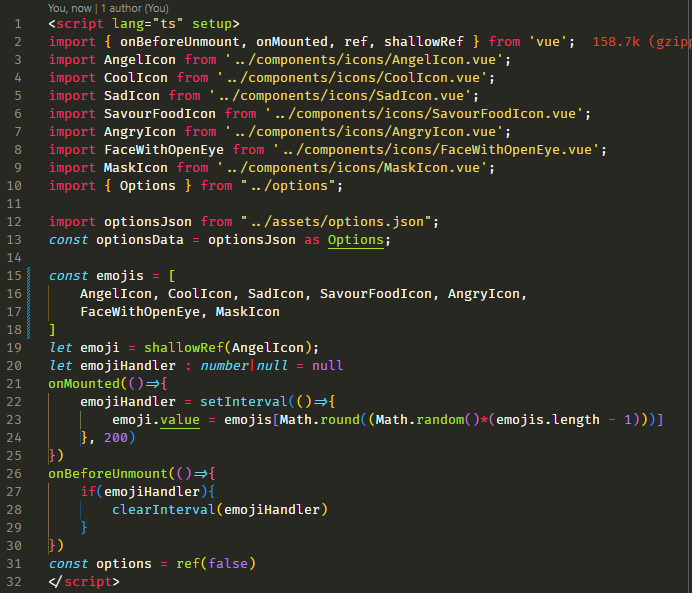 You, now | 1 author (You)
1 <script lang="ts" setup>
2 import { onBeforeUnmount, onMounted, ref, shallowRef } from 'vue'; 158.7k (gzipp
3 import AngelIcon from '../components/icons/AngelIcon.vue';
4 import CoolIcon from '../components/icons/CoolIcon.vue';
5 import SadIcon from '../components/icons/SadIcon.vue';
6 import SavourFoodIcon from '../components/icons/SavourFoodIcon.vue';
7 import AngryIcon from '../components/icons/AngryIcon.vue';
8 import FaceWithOpenEye from '../components/icons/FaceWithOpenEye.vue';
9 import MaskIcon from '../components/icons/MaskIcon.vue';
10 import { Options } from "../options";
11
12 import optionsJson from "../assets/options.json";
13 const optionsData = optionsJson as Options;
14
15 const emojis = [
16 AngelIcon, CoolIcon, SadIcon, SavourFoodIcon, AngryIcon,
17 FaceWithOpenEye, MaskIcon
18 ]
19 let emoji = shallowRef(AngelIcon);
20 let emojiHandler : number|null = null
21 onMounted(()=>{
22 emojiHandler = setInterval(()=>{
23 emoji.value = emojis[Math.round((Math.random()*(emojis.length - 1)))]
24 }, 200)
25 })
26 onBeforeUnmount(()=>{
27 if(emojiHandler){
28 clearInterval(emojiHandler)
29 }
30 })
31 const options = ref(false)
32 </script>